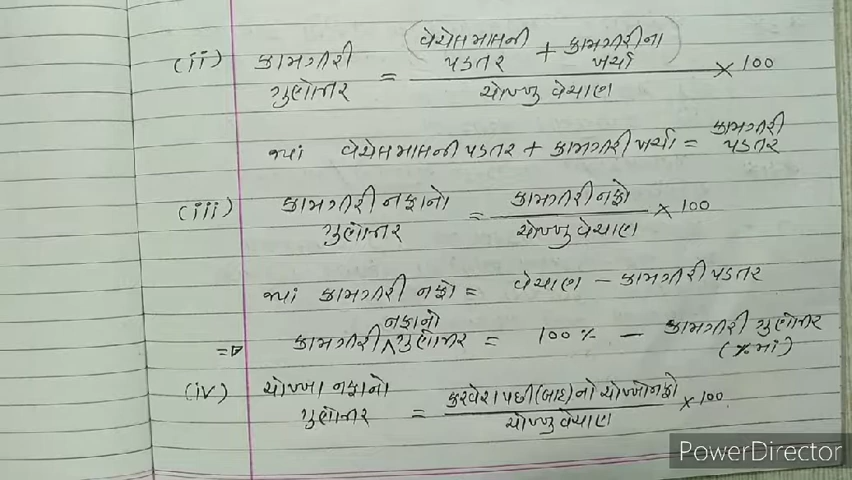 (ii) કામગીરી ગુણોત્તર = (વેચેલ માલની પડતર + કામગીરીના ખર્ચા) / ચોખ્ખુ વેચાણ × 100
જ્યાં વેચેલ માલની પડતર + કામગીરી ખર્ચા = કામગીરી પડતર
(iii) કામગીરી નફાનો ગુણોત્તર = કામગીરી નફો / ચોખ્ખુ વેચાણ × 100
જ્યાં કામગીરી નફો = વેચાણ - કામગીરી પડતર
⇒ કામગીરી નફાનો ગુણોત્તર = 100 % - કામગીરી ગુણોત્તર (% માં)
(iv) ચોખ્ખા નફાનો ગુણોત્તર = કરવેરા પછી (બાદ) નો ચોખ્ખો નફો / ચોખ્ખુ વેચાણ × 100
PowerDirector